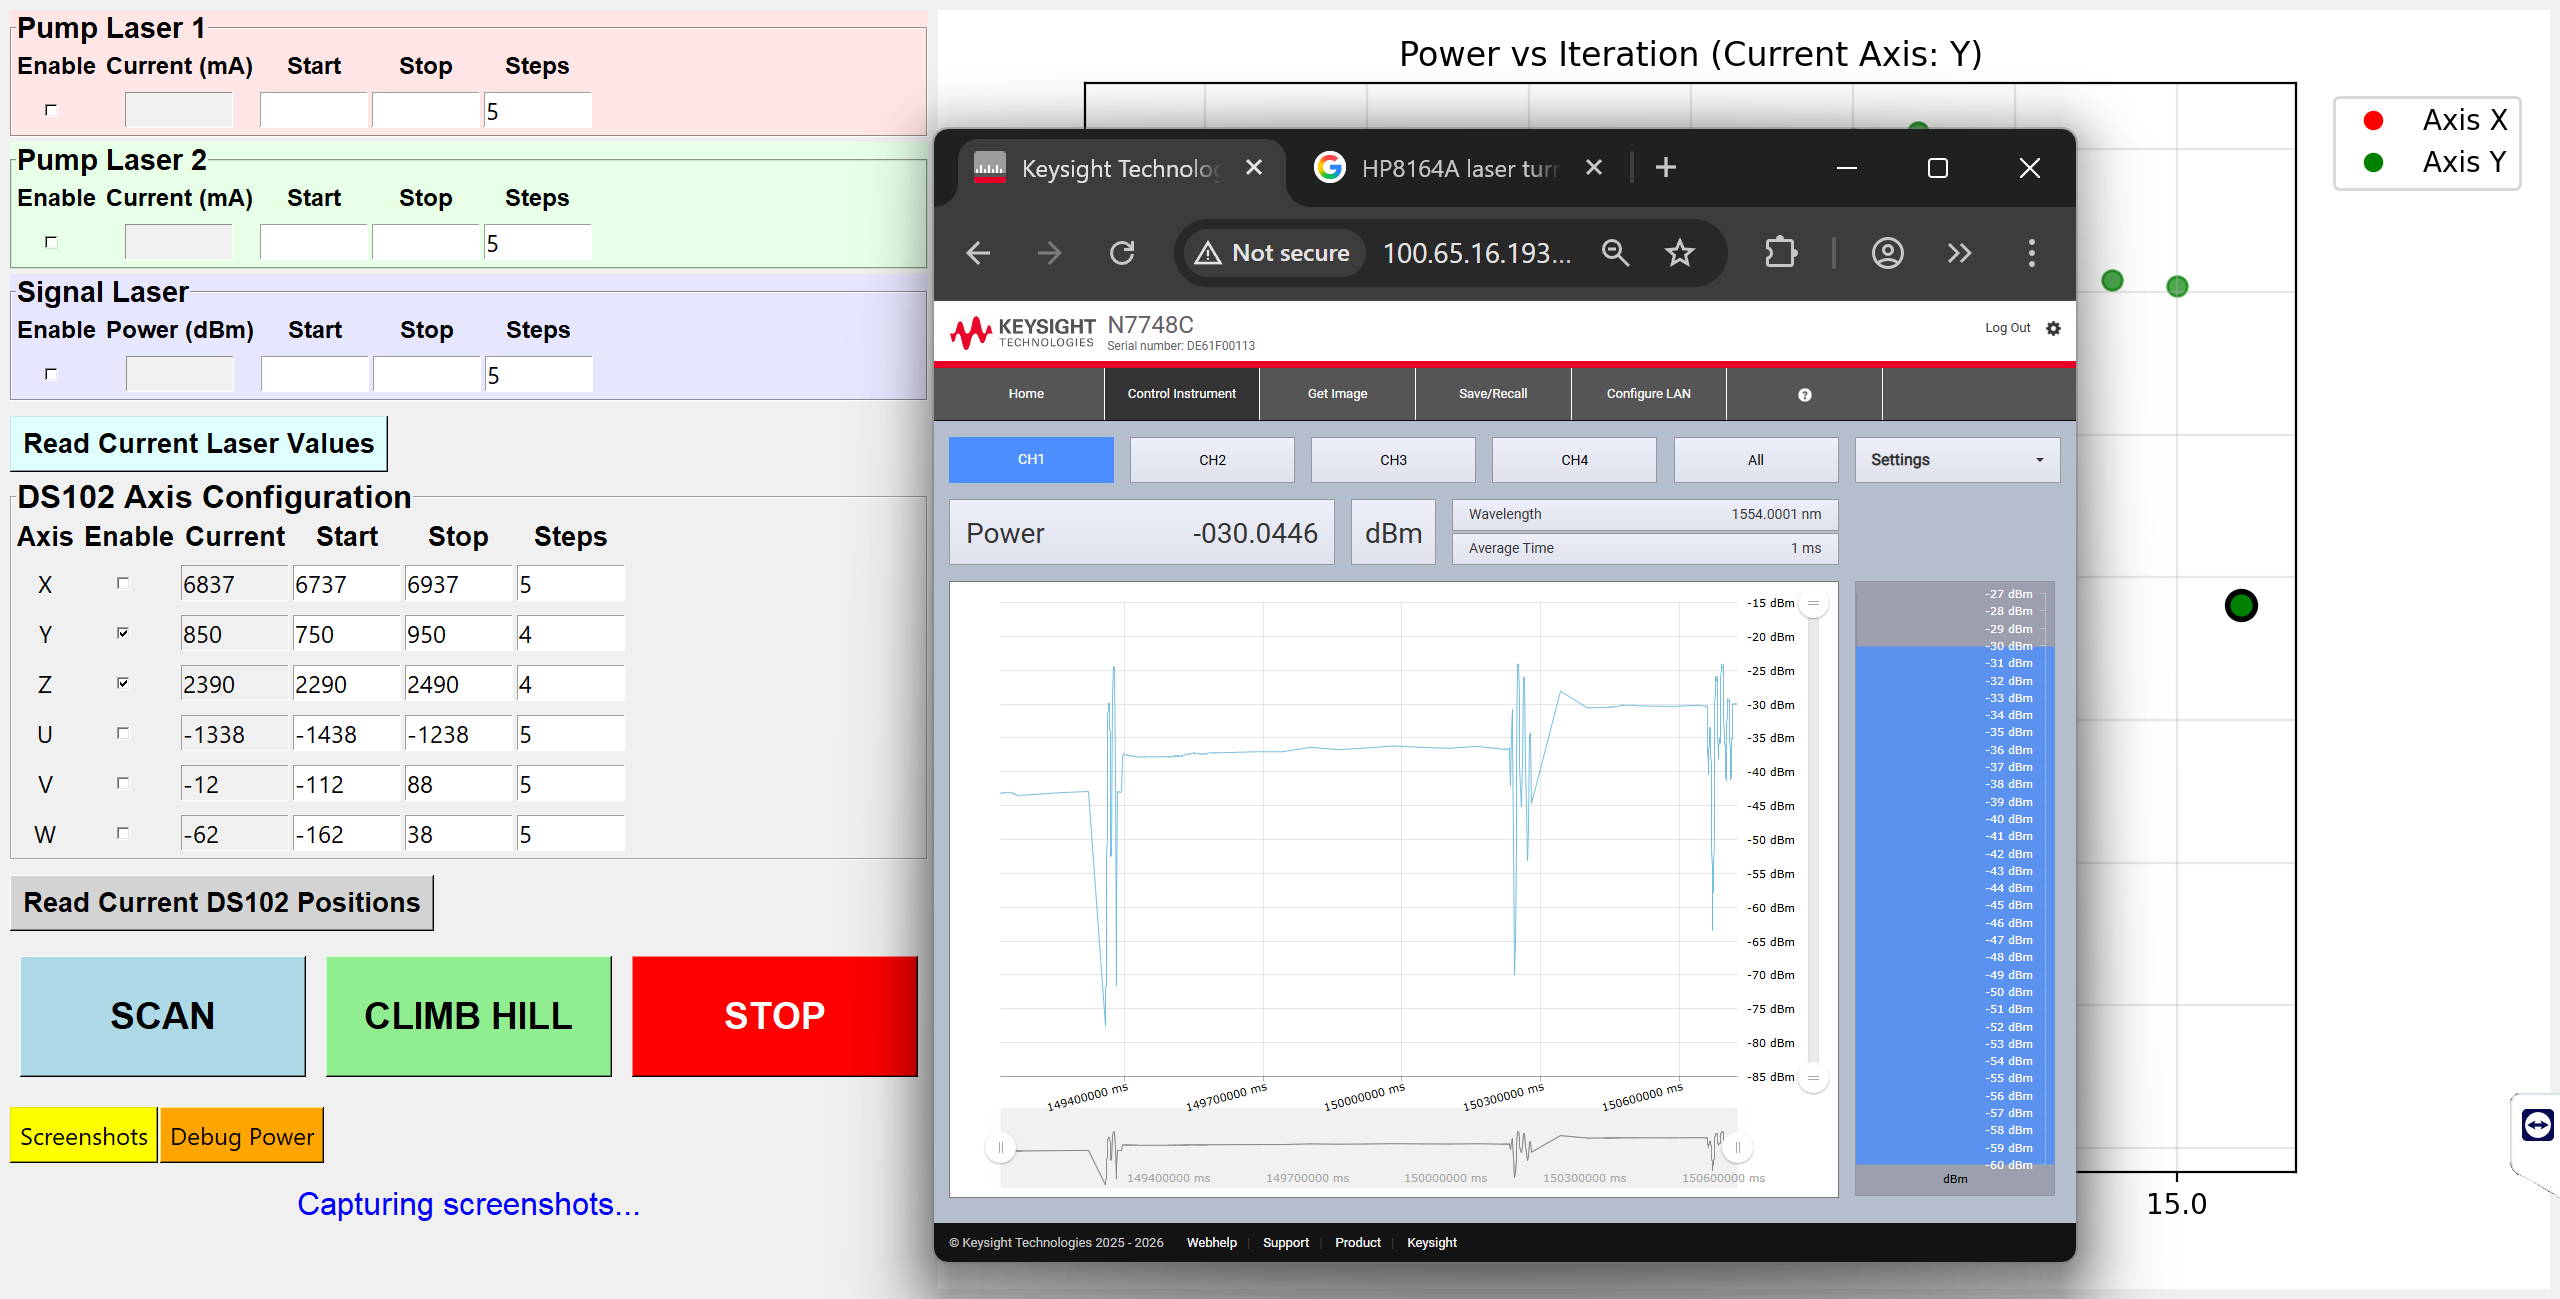 Pump Laser 1
Enable Current (mA) Start Stop Steps
5
Pump Laser 2
Enable Current (mA) Start Stop Steps
5
Signal Laser
Enable Power (dBm) Start Stop Steps
5
Read Current Laser Values
DS102 Axis Configuration
Axis Enable Current Start Stop Steps
X 6837 6737 6937 5
Y 850 750 950 4
Z 2390 2290 2490 4
U -1338 -1438 -1238 5
V -12 -112 88 5
W -62 -162 38 5
Read Current DS102 Positions
SCAN CLIMB HILL STOP
Screenshots Debug Power
Capturing screenshots...
Power vs Iteration (Current Axis: Y)
Axis X
Axis Y
15.0
Keysight Technolog HP8164A laser turn
Not secure 100.65.16.193...
KEYSIGHT TECHNOLOGIES
N7748C
Serial number: DE61F00113
Log Out
Home Control Instrument Get Image Save/Recall Configure LAN ?
CH1 CH2 CH3 CH4 All Settings
Power -030.0446 dBm
Wavelength 1554.0001 nm
Average Time 1 ms
-15 dBm
-20 dBm
-25 dBm
-30 dBm
-35 dBm
-40 dBm
-45 dBm
-50 dBm
-55 dBm
-60 dBm
-65 dBm
-70 dBm
-75 dBm
-80 dBm
-85 dBm
149400000 ms 149700000 ms 150000000 ms 150300000 ms 150600000 ms
149400000 ms 149700000 ms 150000000 ms 150300000 ms 150600000 ms
-27 dBm
-28 dBm
-29 dBm
-30 dBm
-31 dBm
-32 dBm
-33 dBm
-34 dBm
-35 dBm
-36 dBm
-37 dBm
-38 dBm
-39 dBm
-40 dBm
-41 dBm
-42 dBm
-43 dBm
-44 dBm
-45 dBm
-46 dBm
-47 dBm
-48 dBm
-49 dBm
-50 dBm
-51 dBm
-52 dBm
-53 dBm
-54 dBm
-55 dBm
-56 dBm
-57 dBm
-58 dBm
-59 dBm
-60 dBm
dBm
© Keysight Technologies 2025 - 2026 Webhelp Support Product Keysight